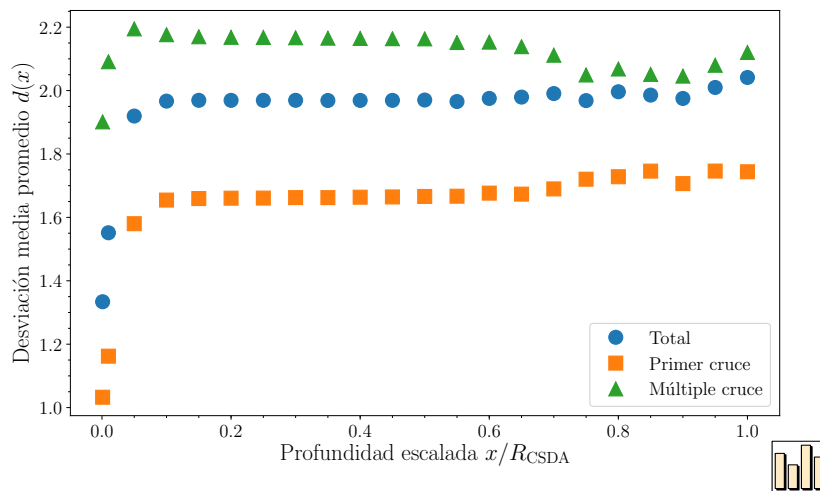 2.2
2.0
1.8
1.6
1.4
1.2
1.0
Desviación media promedio d(x)
Total
Primer cruce
Múltiple cruce
0.0 0.2 0.4 0.6 0.8 1.0
Profundidad escalada x/R_CSDA